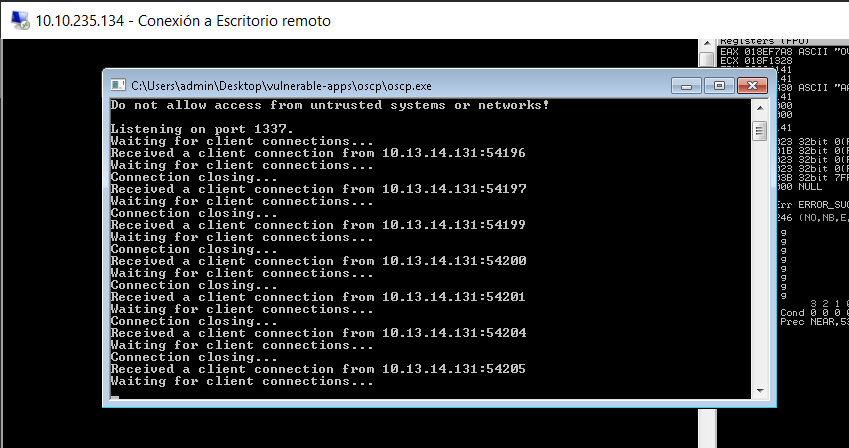 10.10.235.134 - Conexión a Escritorio remoto
Registers (FPU)
C:\Users\admin\Desktop\vulnerable-apps\oscp\oscp.exe
Do not allow access from untrusted systems or networks!
Listening on port 1337.
Waiting for client connections...
Received a client connection from 10.13.14.131:54196
Waiting for client connections...
Connection closing...
Received a client connection from 10.13.14.131:54197
Waiting for client connections...
Connection closing...
Received a client connection from 10.13.14.131:54199
Waiting for client connections...
Connection closing...
Received a client connection from 10.13.14.131:54200
Waiting for client connections...
Connection closing...
Received a client connection from 10.13.14.131:54201
Waiting for client connections...
Connection closing...
Received a client connection from 10.13.14.131:54204
Waiting for client connections...
Connection closing...
Received a client connection from 10.13.14.131:54205
Waiting for client connections...
EAX 018EF7A8 ASCII "OV
ECX 018F1328
141
41
A30 ASCII "AA
41
000
000
.41
023 32bit 0(F
01B 32bit 0(F
023 32bit 0(F
023 32bit 0(F
03B 32bit 7FF
000 NULL
Err ERROR_SUC
246 (NO,NB,E,
g
g
g
g
g
g
g
g
3 2 1 0
Cond 0 0 0 0
Prec NEAR,53